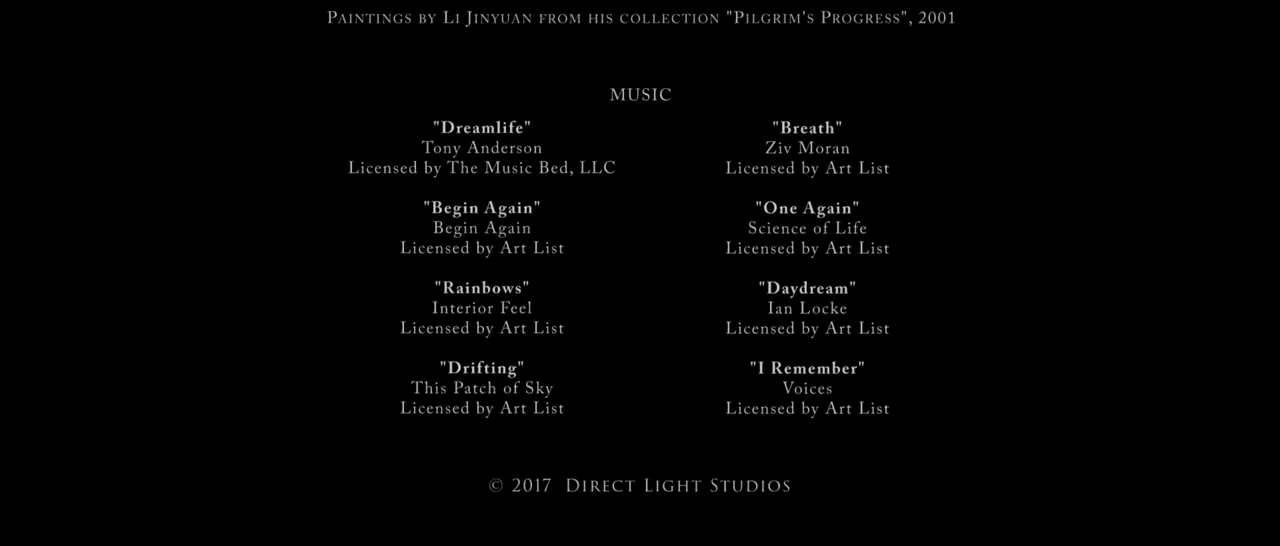 Paintings by Li Jinyuan from his collection "Pilgrim's Progress", 2001
MUSIC
"Dreamlife"
Tony Anderson
Licensed by The Music Bed, LLC
"Begin Again"
Begin Again
Licensed by Art List
"Rainbows"
Interior Feel
Licensed by Art List
"Drifting"
This Patch of Sky
Licensed by Art List
"Breath"
Ziv Moran
Licensed by Art List
"One Again"
Science of Life
Licensed by Art List
"Daydream"
Ian Locke
Licensed by Art List
"I Remember"
Voices
Licensed by Art List
© 2017 Direct Light Studios